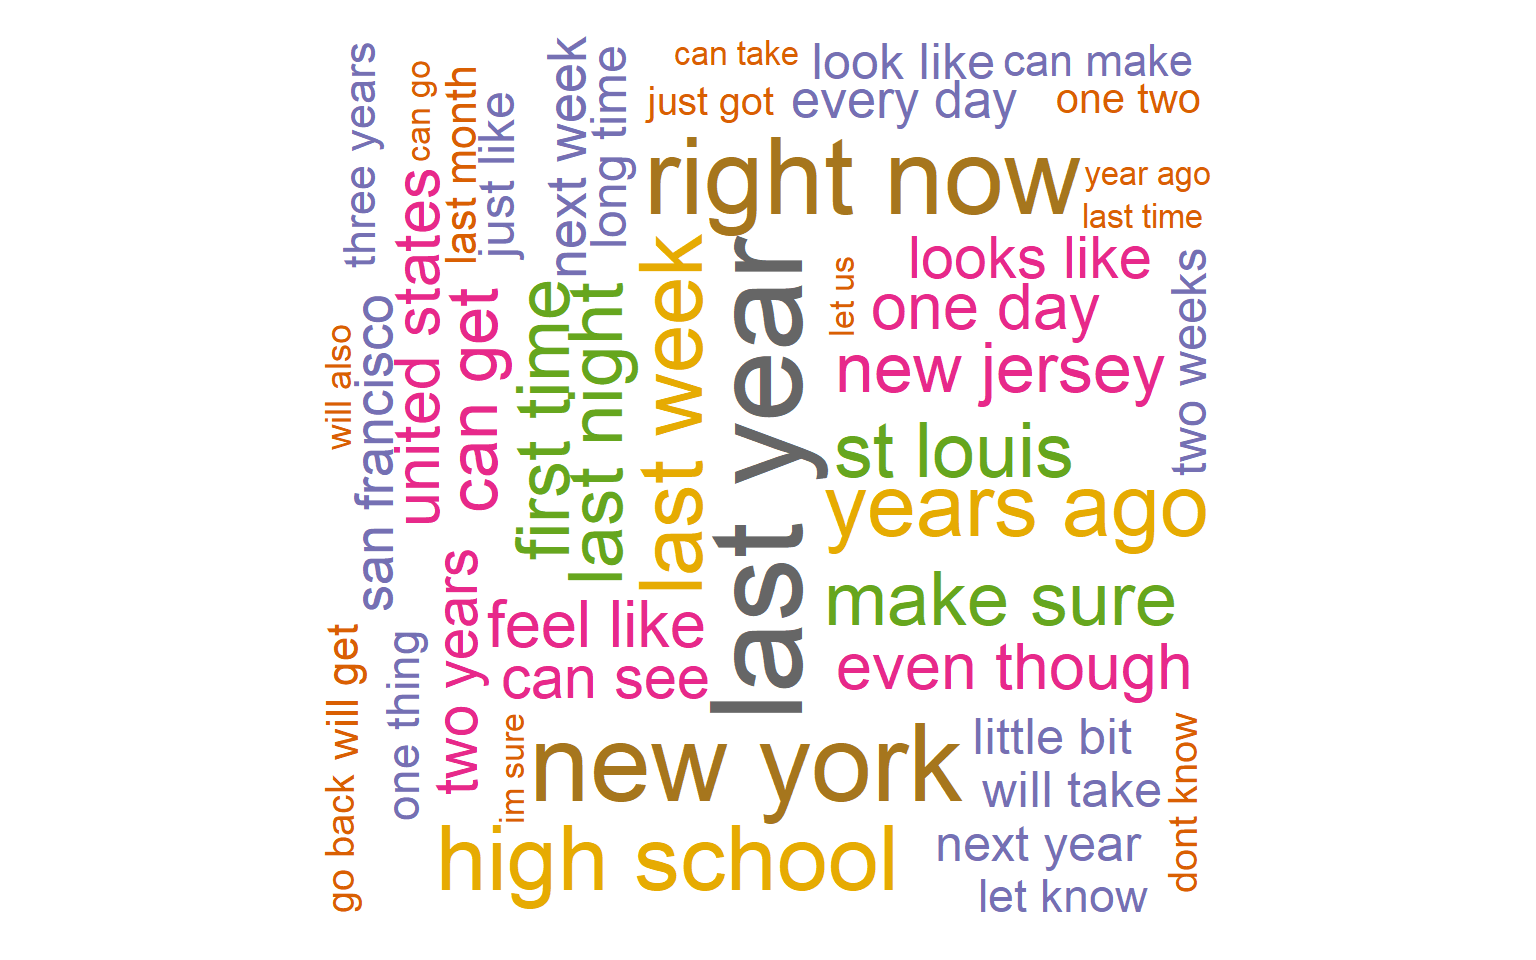 can take
look like
can make
just got
every day
one two
right now
year ago
last time
three years
can go
last month
just like
next week
long time
united states
can get
first time
last night
last week
last year
let us
looks like
one day
new jersey
two weeks
st louis
years ago
will also
san francisco
make sure
even though
feel like
can see
two years
one thing
will get
go back
im sure
new york
high school
little bit
will take
next year
let know
dont know